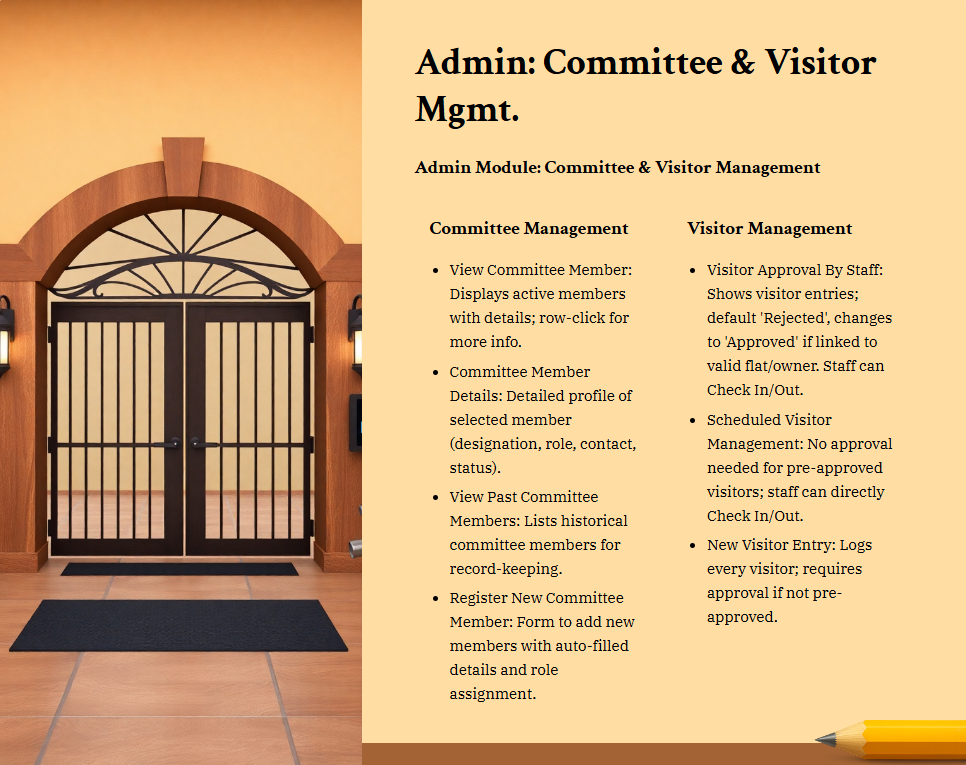 Admin: Committee & Visitor
Mgmt.
Admin Module: Committee & Visitor Management
Committee Management
• View Committee Member:
Displays active members
with details; row-click for
more info.
• Committee Member
Details: Detailed profile of
selected member
(designation, role, contact,
status).
• View Past Committee
Members: Lists historical
committee members for
record-keeping.
• Register New Committee
Member: Form to add new
members with auto-filled
details and role
assignment.
Visitor Management
• Visitor Approval By Staff:
Shows visitor entries;
default 'Rejected', changes
to 'Approved' if linked to
valid flat/owner. Staff can
Check In/Out.
• Scheduled Visitor
Management: No approval
needed for pre-approved
visitors; staff can directly
Check In/Out.
• New Visitor Entry: Logs
every visitor; requires
approval if not pre-
approved.